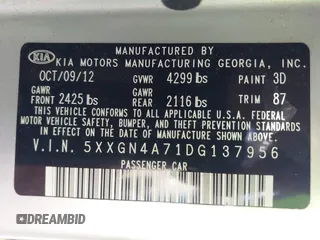 KIA
MANUFACTURED BY
KIA MOTORS MANUFACTURING GEORGIA, INC.
OCT/09/12 GVWR 4299 lbs PAINT 3D
GAWR GAWR
FRONT 2425 lbs REAR 2116 lbs TRIM 87
THIS VEHICLE CONFORMS TO ALL APPLICABLE FEDERAL
MOTOR VEHICLE SAFETY, BUMPER, AND THEFT PREVENTION
STANDARDS IN EFFECT ON THE DATE OF MANUFACTURE SHOWN ABOVE.
V.I.N. 5XXGN4A71DG137956
PASSENGER CAR
DREAMBID